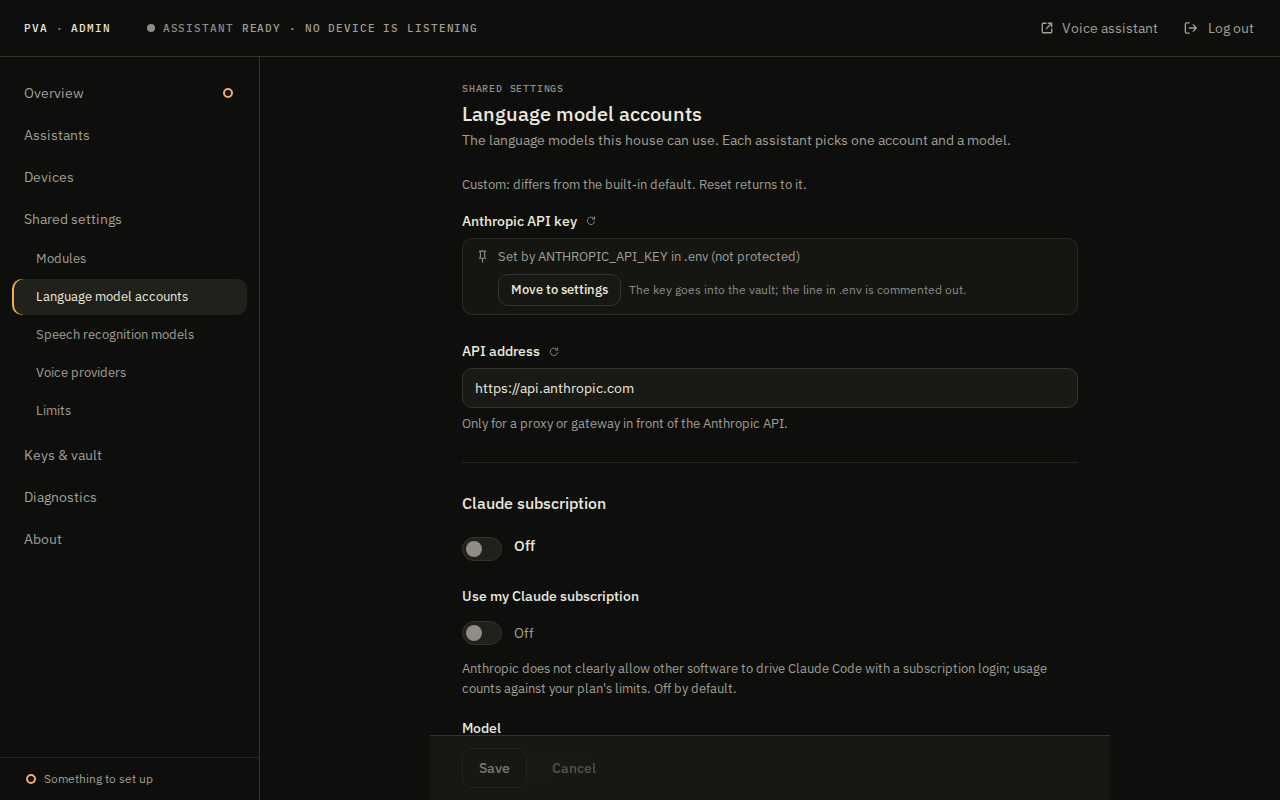 PVA · ADMIN
ASSISTANT READY · NO DEVICE IS LISTENING
Voice assistant
Log out
Overview
Assistants
Devices
Shared settings
Modules
Language model accounts
Speech recognition models
Voice providers
Limits
Keys & vault
Diagnostics
About
Something to set up
SHARED SETTINGS
Language model accounts
The language models this house can use. Each assistant picks one account and a model.
Custom: differs from the built-in default. Reset returns to it.
Anthropic API key
Set by ANTHROPIC_API_KEY in .env (not protected)
Move to settings
The key goes into the vault; the line in .env is commented out.
API address
https://api.anthropic.com
Only for a proxy or gateway in front of the Anthropic API.
Claude subscription
Off
Use my Claude subscription
Off
Anthropic does not clearly allow other software to drive Claude Code with a subscription login; usage
counts against your plan's limits. Off by default.
Model
Save
Cancel